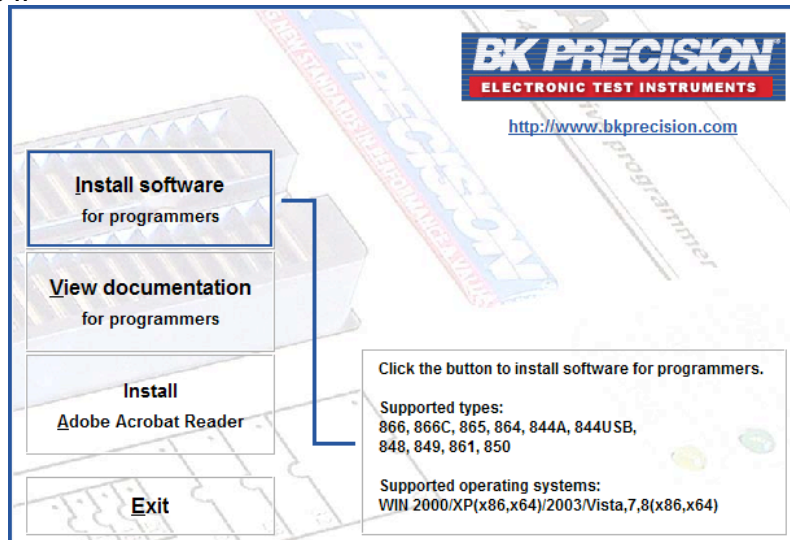 BK PRECISION
ELECTRONIC TEST INSTRUMENTS
http://www.bkprecision.com
Install software
for programmers
View documentation
for programmers
Install
Adobe Acrobat Reader
Exit
Click the button to install software for programmers.
Supported types:
866, 866C, 865, 864, 844A, 844USB,
848, 849, 861, 850
Supported operating systems:
WIN 2000/XP(x86,x64)/2003/Vista,7,8(x86,x64)
PRECISION
programmer